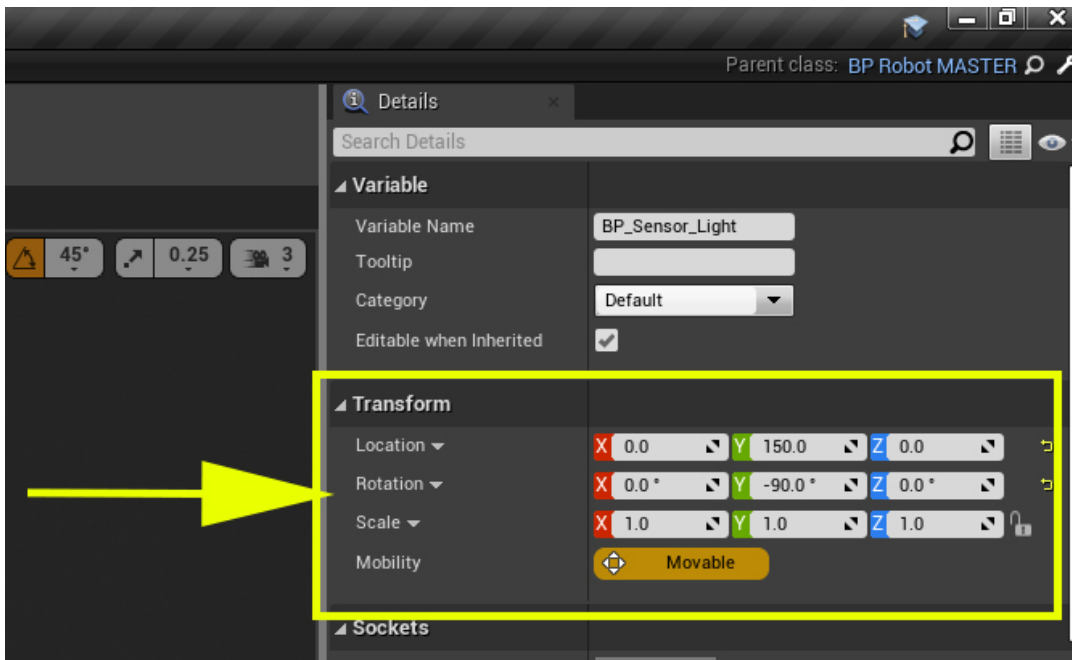 Parent class: BP Robot MASTER
Details
Search Details
Variable
Variable Name BP_Sensor_Light
Tooltip
45° 0.25 3
Category Default
Editable when Inherited
Transform
Location X 0.0 Y 150.0 Z 0.0
Rotation X 0.0 ° Y -90.0 ° Z 0.0 °
Scale X 1.0 Y 1.0 Z 1.0
Mobility Movable
Sockets